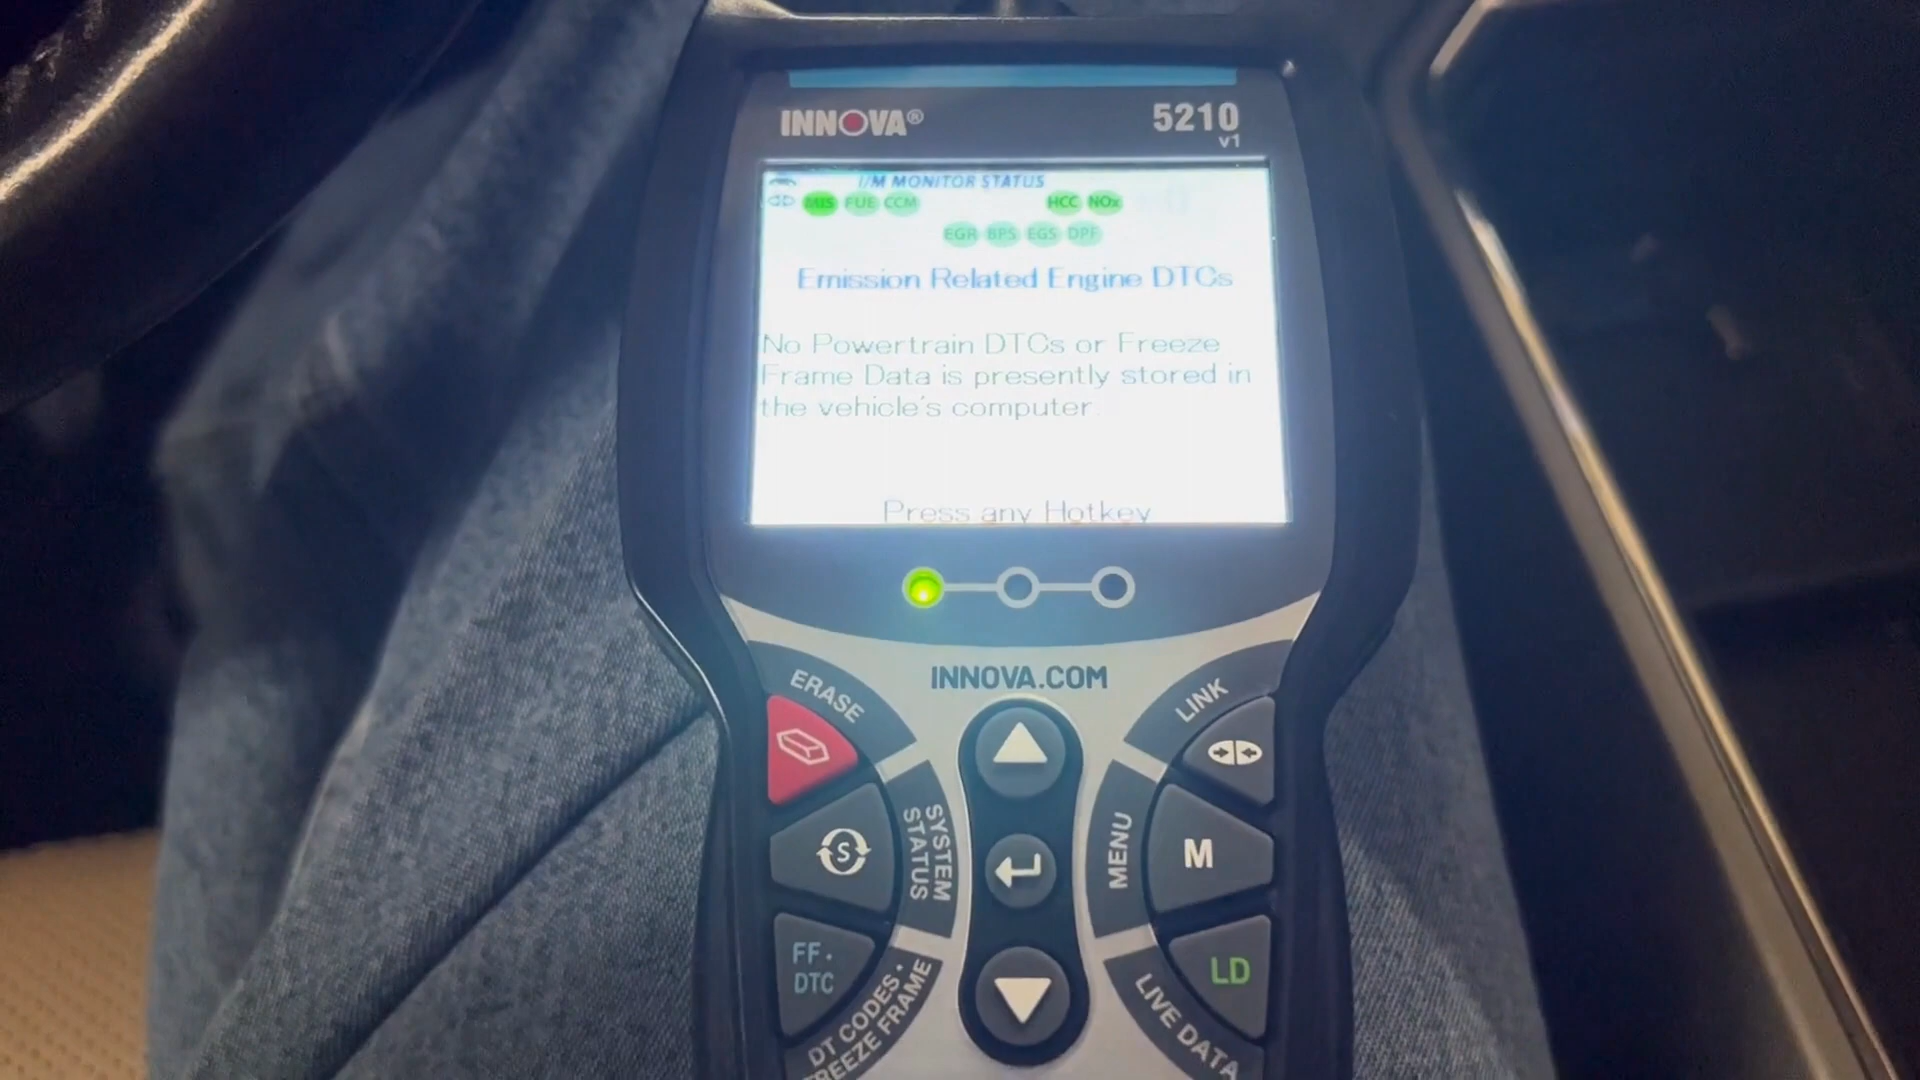 INNOVA®
5210
v1
I/M MONITOR STATUS
MIS FUE CCM HCC NOx
EGR BPS EGS DPF
Emission Related Engine DTCs
No Powertrain DTCs or Freeze
Frame Data is presently stored in
the vehicle's computer.
Press any Hotkey
INNOVA.COM
ERASE
LINK
S
SYSTEM
STATUS
MENU
M
FF•
DTC
DT CODES •
FREEZE FRAME
LIVE DATA
LD